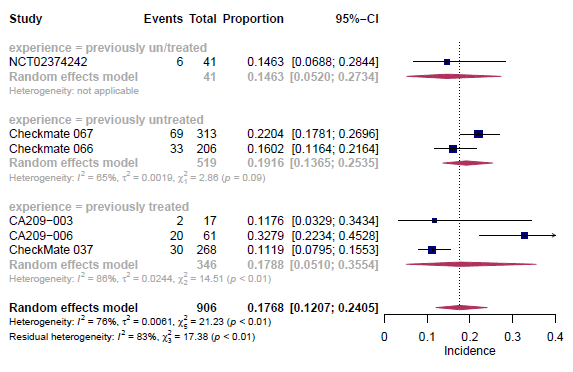 Study Events Total Proportion 95%−CI
experience = previously un/treated
NCT02374242 6 41 0.1463 [0.0688; 0.2844]
Random effects model 41 0.1463 [0.0520; 0.2734]
Heterogeneity: not applicable
experience = previously untreated
Checkmate 067 69 313 0.2204 [0.1781; 0.2696]
Checkmate 066 33 206 0.1602 [0.1164; 0.2164]
Random effects model 519 0.1916 [0.1365; 0.2535]
Heterogeneity: I² = 65%, τ² = 0.0019, χ²₁ = 2.86 (p = 0.09)
experience = previously treated
CA209−003 2 17 0.1176 [0.0329; 0.3434]
CA209−006 20 61 0.3279 [0.2234; 0.4528]
CheckMate 037 30 268 0.1119 [0.0795; 0.1553]
Random effects model 346 0.1788 [0.0510; 0.3554]
Heterogeneity: I² = 86%, τ² = 0.0244, χ²₂ = 14.51 (p < 0.01)
Random effects model 906 0.1768 [0.1207; 0.2405]
Heterogeneity: I² = 76%, τ² = 0.0061, χ²₅ = 21.23 (p < 0.01)
Residual heterogeneity: I² = 83%, χ²₃ = 17.38 (p < 0.01)
0 0.1 0.2 0.3 0.4
Incidence